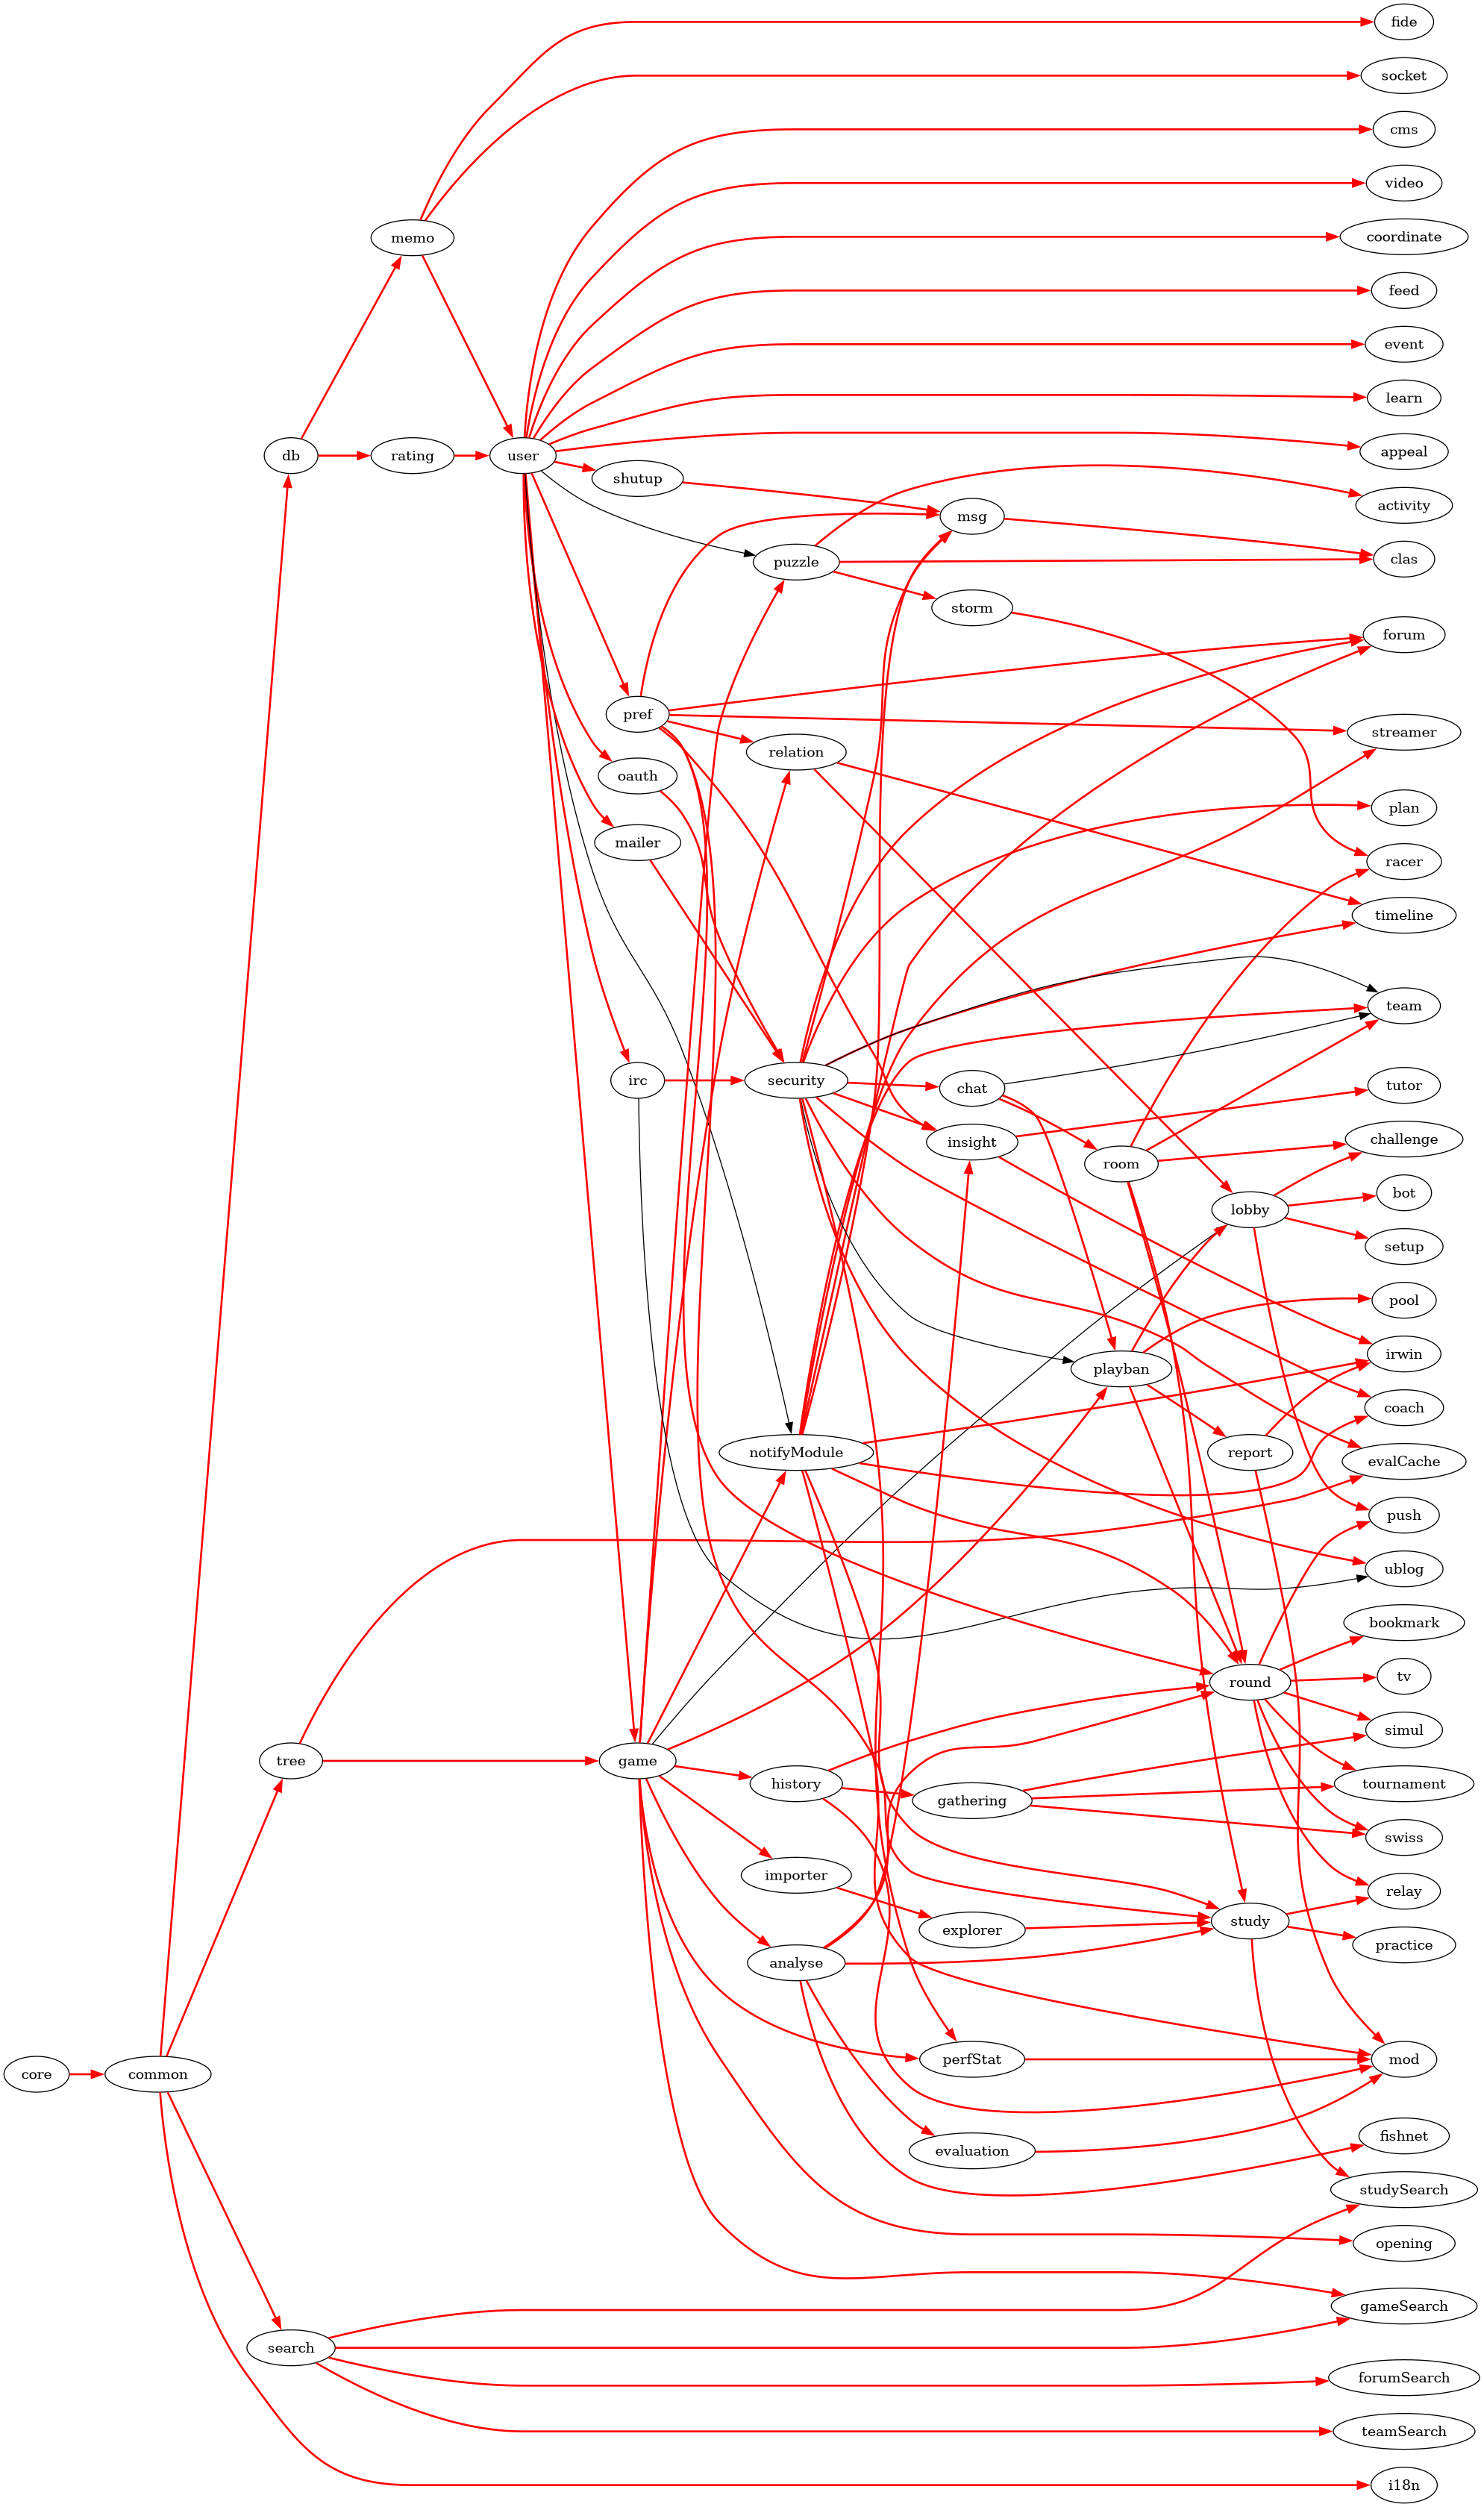 fide
socket
cms
video
memo
coordinate
feed
event
learn
appeal
db
rating
user
shutup
activity
msg
clas
puzzle
storm
forum
pref
streamer
relation
oauth
plan
mailer
racer
timeline
team
irc
security
chat
tutor
insight
challenge
room
bot
lobby
setup
pool
irwin
playban
coach
notifyModule
report
evalCache
push
ublog
bookmark
tv
round
simul
tree
game
history
tournament
gathering
swiss
importer
relay
explorer
study
practice
analyse
core
common
perfStat
mod
fishnet
evaluation
studySearch
opening
gameSearch
search
forumSearch
teamSearch
i18n